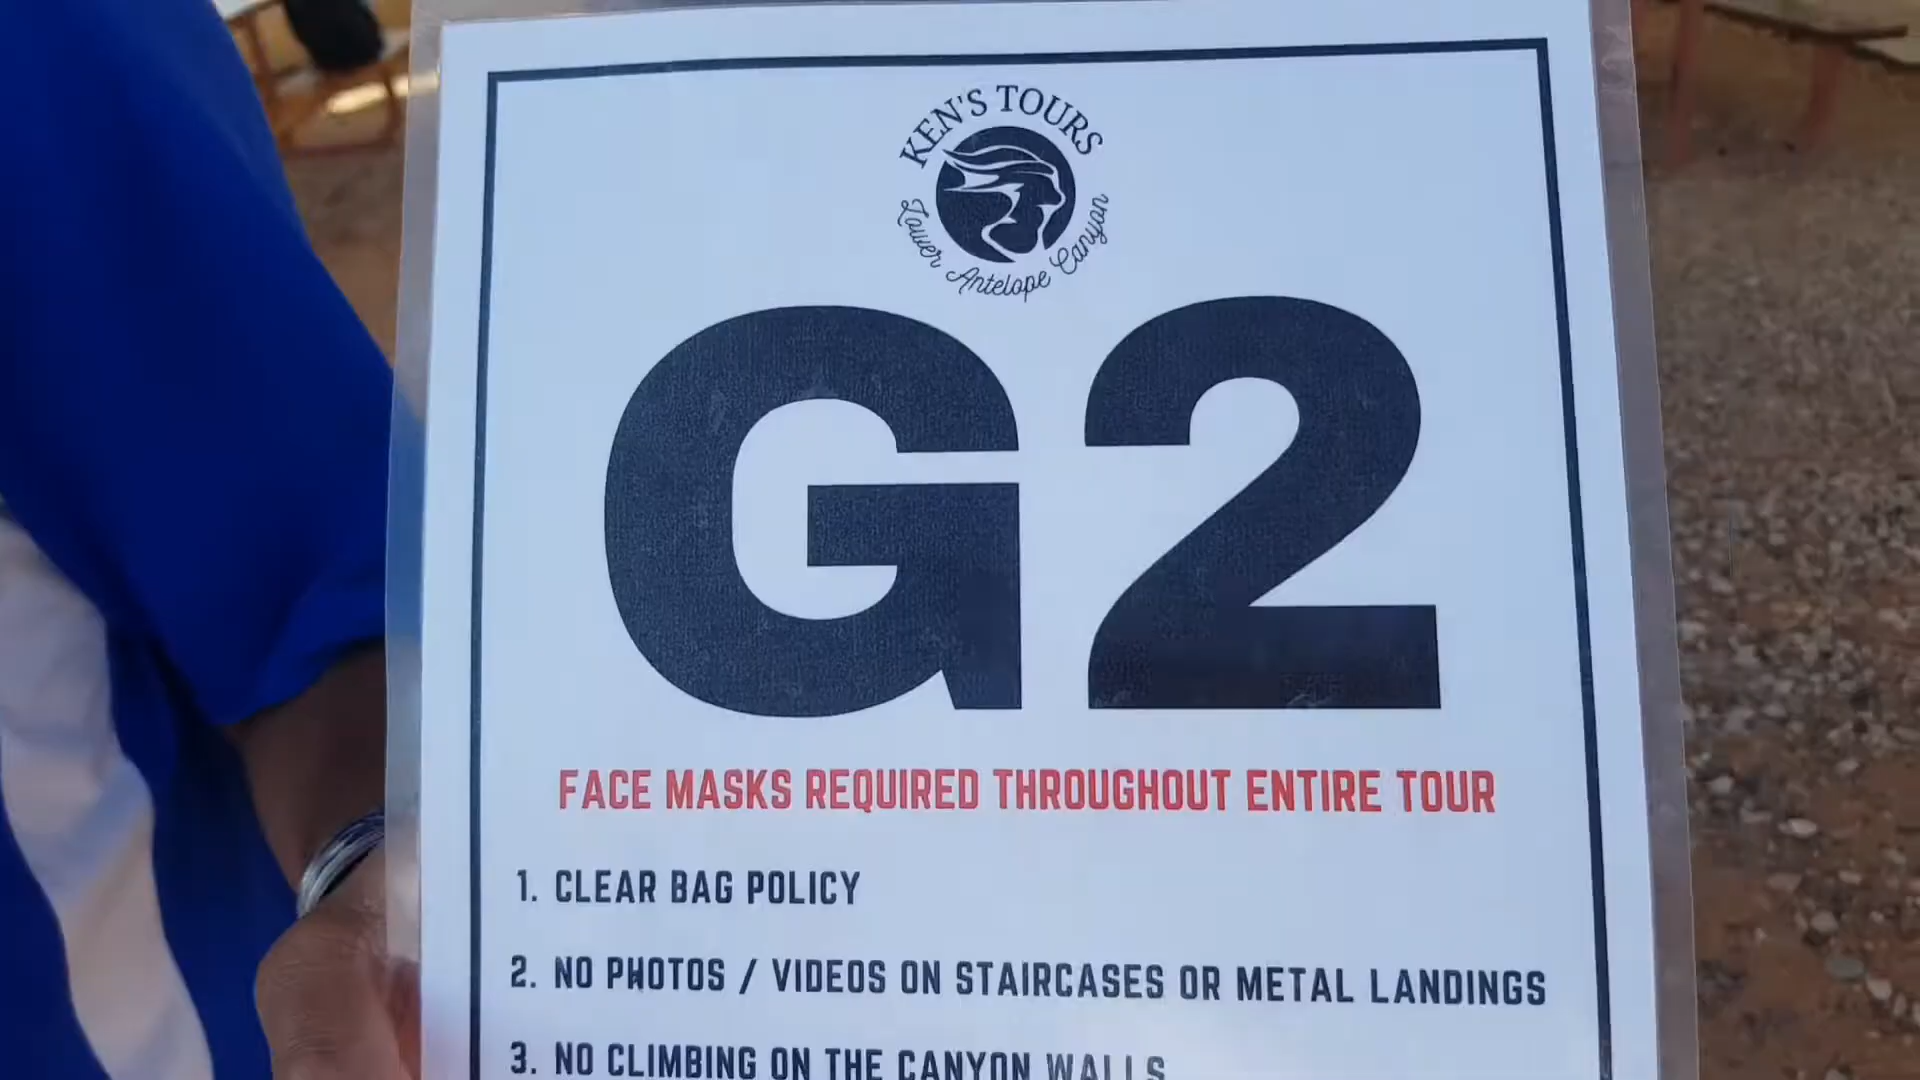 KEN'S TOURS
Lower Antelope Canyon
G2
FACE MASKS REQUIRED THROUGHOUT ENTIRE TOUR
1. CLEAR BAG POLICY
2. NO PHOTOS / VIDEOS ON STAIRCASES OR METAL LANDINGS
3. NO CLIMBING ON THE CANYON WALLS